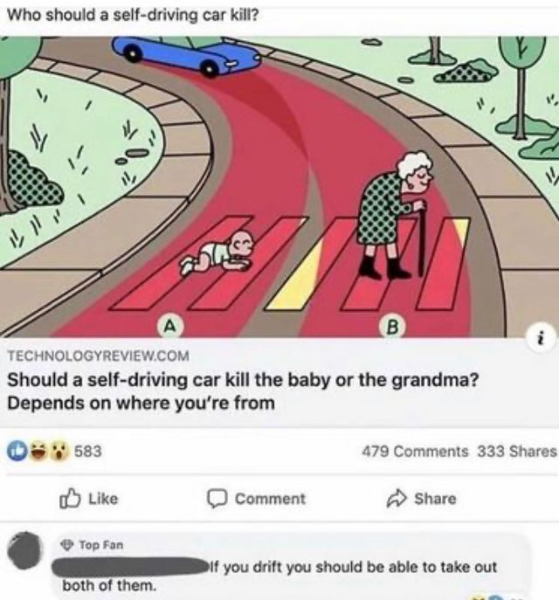 Who should a self-driving car kill?
A
B
i
TECHNOLOGYREVIEW.COM
Should a self-driving car kill the baby or the grandma?
Depends on where you're from
583
479 Comments 333 Shares
Like
Comment
Share
Top Fan
If you drift you should be able to take out
both of them.